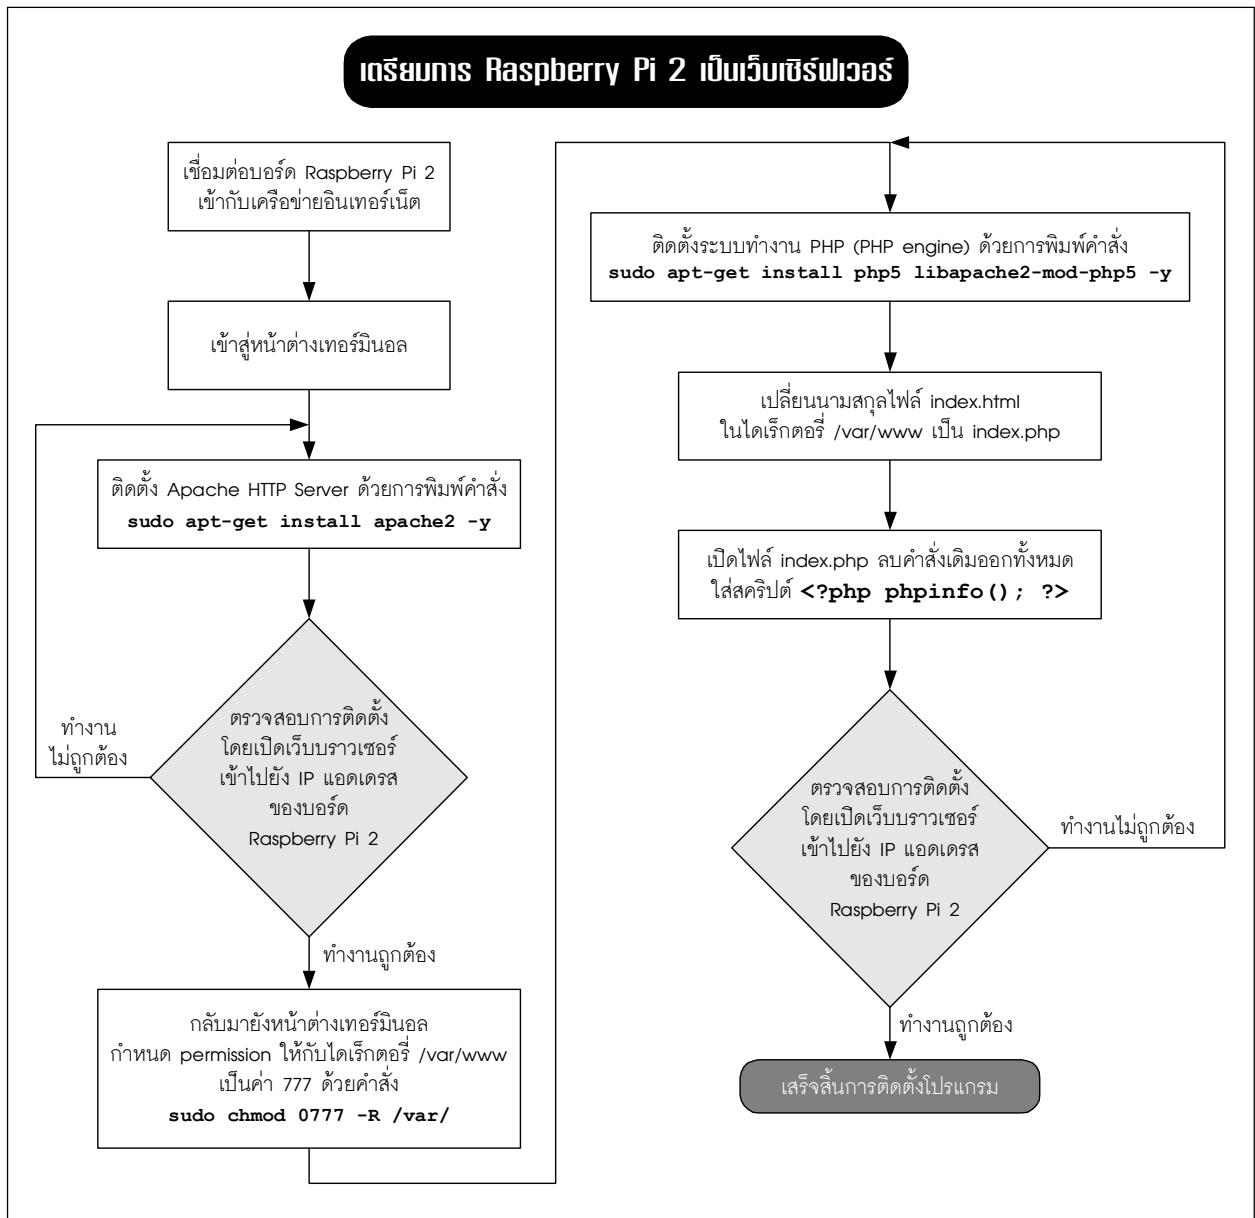 เตรียมการ Raspberry Pi 2 เป็นเว็บเซิร์ฟเวอร์
เชื่อมต่อบอร์ด Raspberry Pi 2
เข้ากับเครือข่ายอินเทอร์เน็ต
เข้าสู่หน้าต่างเทอร์มินอล
ติดตั้ง Apache HTTP Server ด้วยการพิมพ์คำสั่ง
sudo apt-get install apache2 -y
ตรวจสอบการติดตั้ง
โดยเปิดเว็บบราวเซอร์
เข้าไปยัง IP แอดเดรส
ของบอร์ด
Raspberry Pi 2
ทำงาน
ไม่ถูกต้อง
ทำงานถูกต้อง
กลับมายังหน้าต่างเทอร์มินอล
กำหนด permission ให้กับไดเร็กตอรี่ /var/www
เป็นค่า 777 ด้วยคำสั่ง
sudo chmod 0777 -R /var/
ติดตั้งระบบทำงาน PHP (PHP engine) ด้วยการพิมพ์คำสั่ง
sudo apt-get install php5 libapache2-mod-php5 -y
เปลี่ยนนามสกุลไฟล์ index.html
ในไดเร็กตอรี่ /var/www เป็น index.php
เปิดไฟล์ index.php ลบคำสั่งเดิมออกทั้งหมด
ใส่สคริปต์ <?php phpinfo(); ?>
ตรวจสอบการติดตั้ง
โดยเปิดเว็บบราวเซอร์
เข้าไปยัง IP แอดเดรส
ของบอร์ด
Raspberry Pi 2
ทำงานไม่ถูกต้อง
ทำงานถูกต้อง
เสร็จสิ้นการติดตั้งโปรแกรม